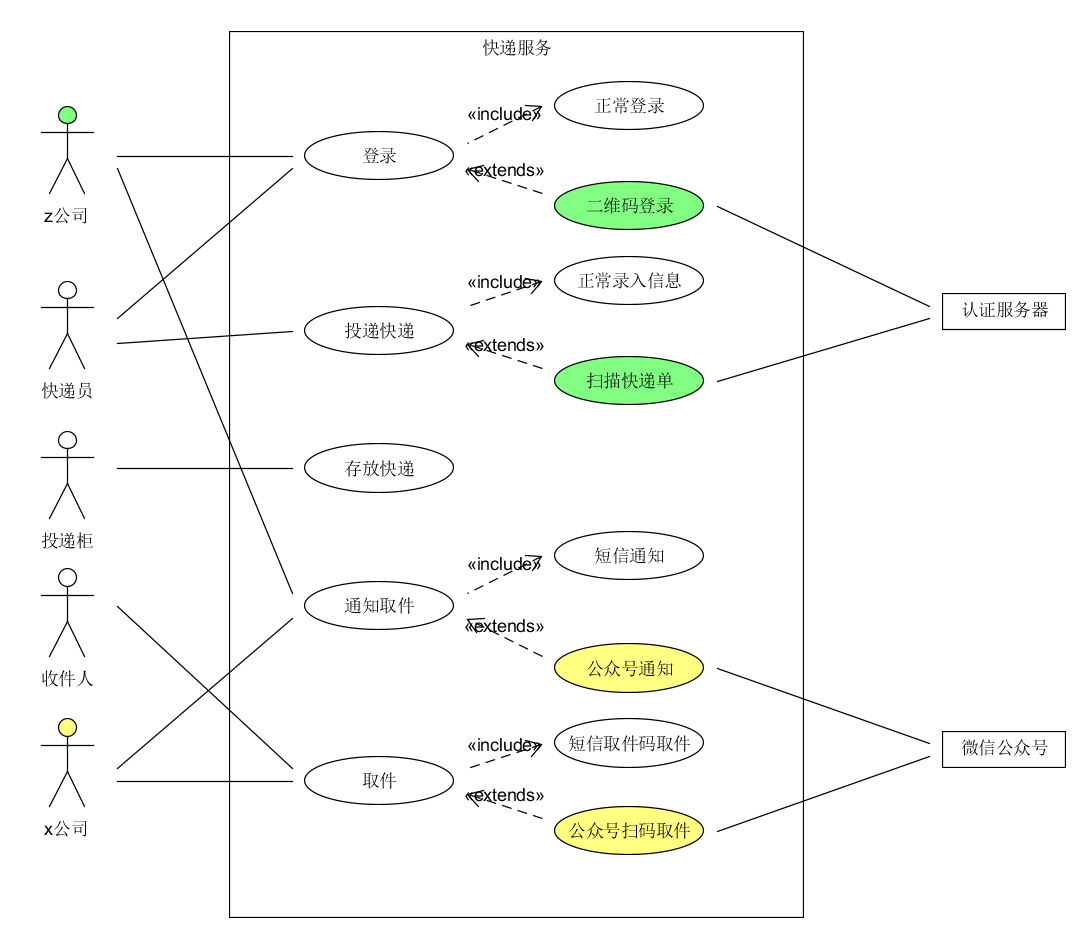 快递服务
«include»
正常登录
登录
«extends»
二维码登录
z公司
«include»
正常录入信息
认证服务器
投递快递
«extends»
扫描快递单
快递员
存放快递
投递柜
«include»
短信通知
通知取件
«extends»
公众号通知
收件人
«include»
短信取件码取件
微信公众号
取件
«extends»
公众号扫码取件
x公司